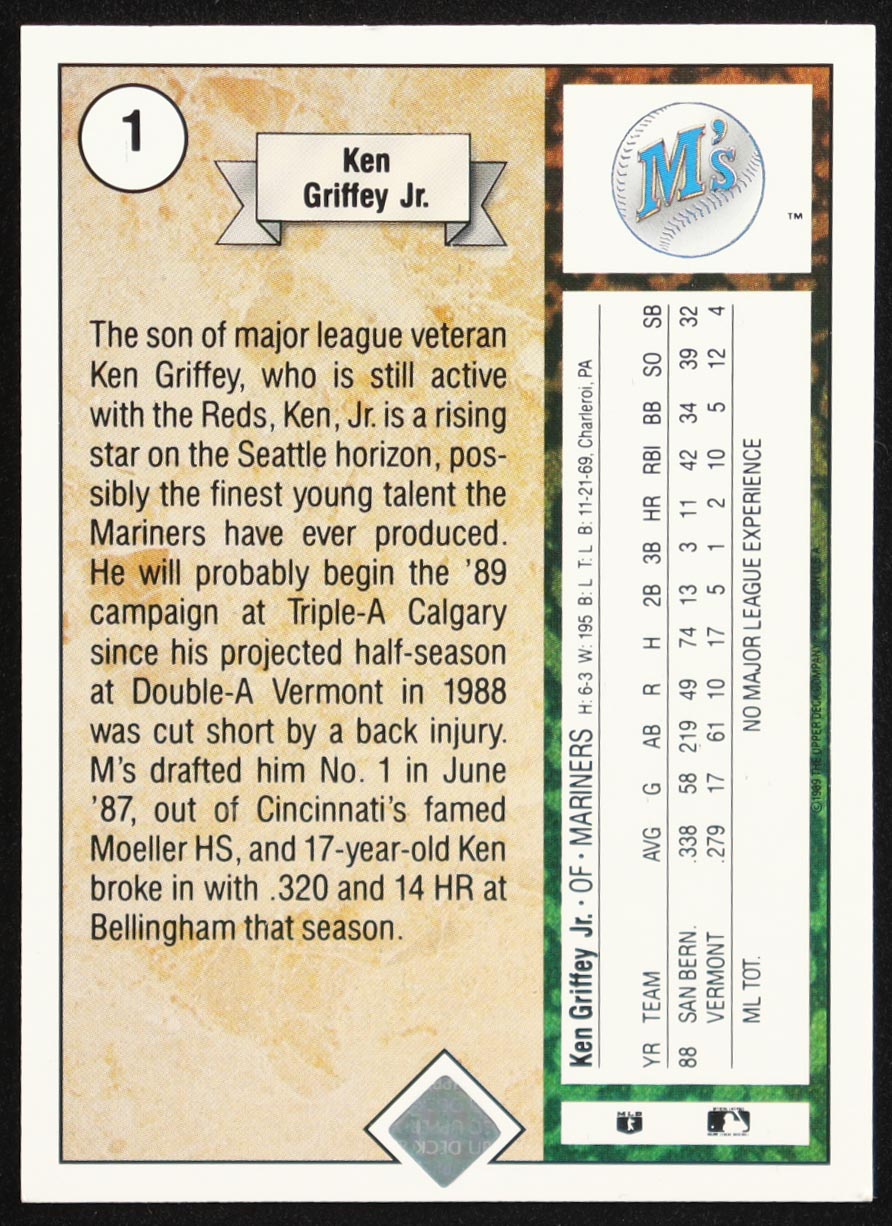 1
Ken
Griffey Jr.
The son of major league veteran
Ken Griffey, who is still active
with the Reds, Ken, Jr. is a rising
star on the Seattle horizon, pos-
sibly the finest young talent the
Mariners have ever produced.
He will probably begin the '89
campaign at Triple-A Calgary
since his projected half-season
at Double-A Vermont in 1988
was cut short by a back injury.
M's drafted him No. 1 in June
'87, out of Cincinnati's famed
Moeller HS, and 17-year-old Ken
broke in with .320 and 14 HR at
Bellingham that season.
M's
TM
Ken Griffey Jr. • OF • MARINERS H: 6-3 W: 195 B: L T: L B: 11-21-69, Charleroi, PA
YR TEAM AVG G AB R H 2B 3B HR RBI BB SO SB
88 SAN BERN. .338 58 219 49 74 13 3 11 42 34 39 32
VERMONT .279 17 61 10 17 5 1 2 10 5 12 4
ML TOT. NO MAJOR LEAGUE EXPERIENCE
©1989 THE UPPER DECK COMPANY
MLB